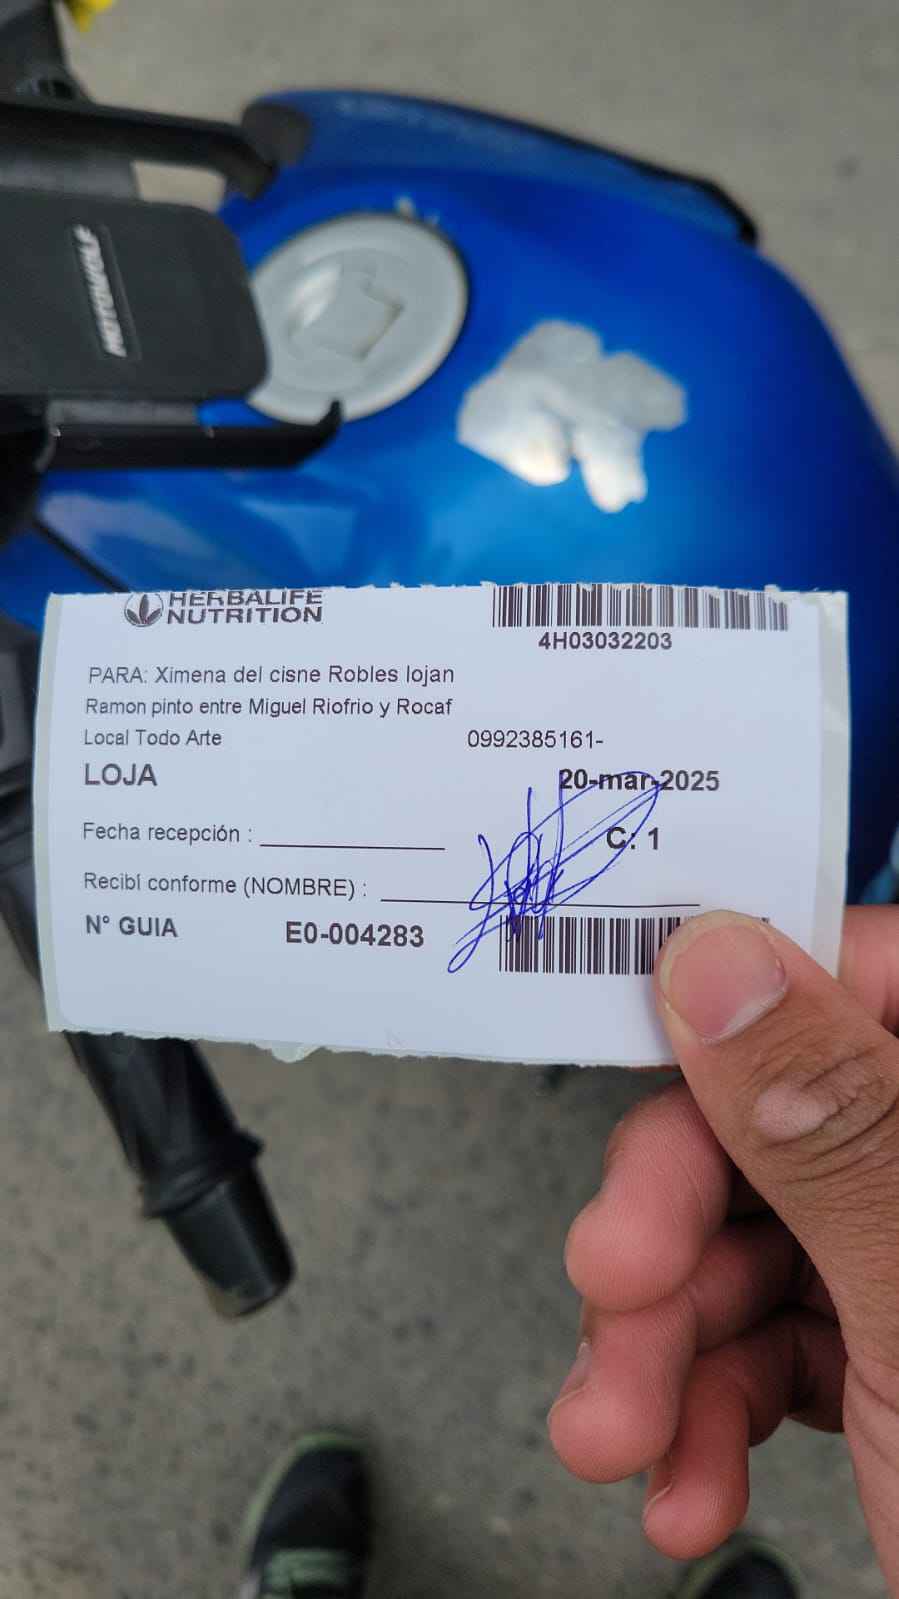 MOTOWOLF
HERBALIFE
NUTRITION
4H03032203
PARA: Ximena del cisne Robles lojan
Ramon pinto entre Miguel Riofrio y Rocaf
Local Todo Arte 0992385161-
LOJA 20-mar-2025
Fecha recepción : C: 1
Recibí conforme (NOMBRE) :
N° GUIA E0-004283